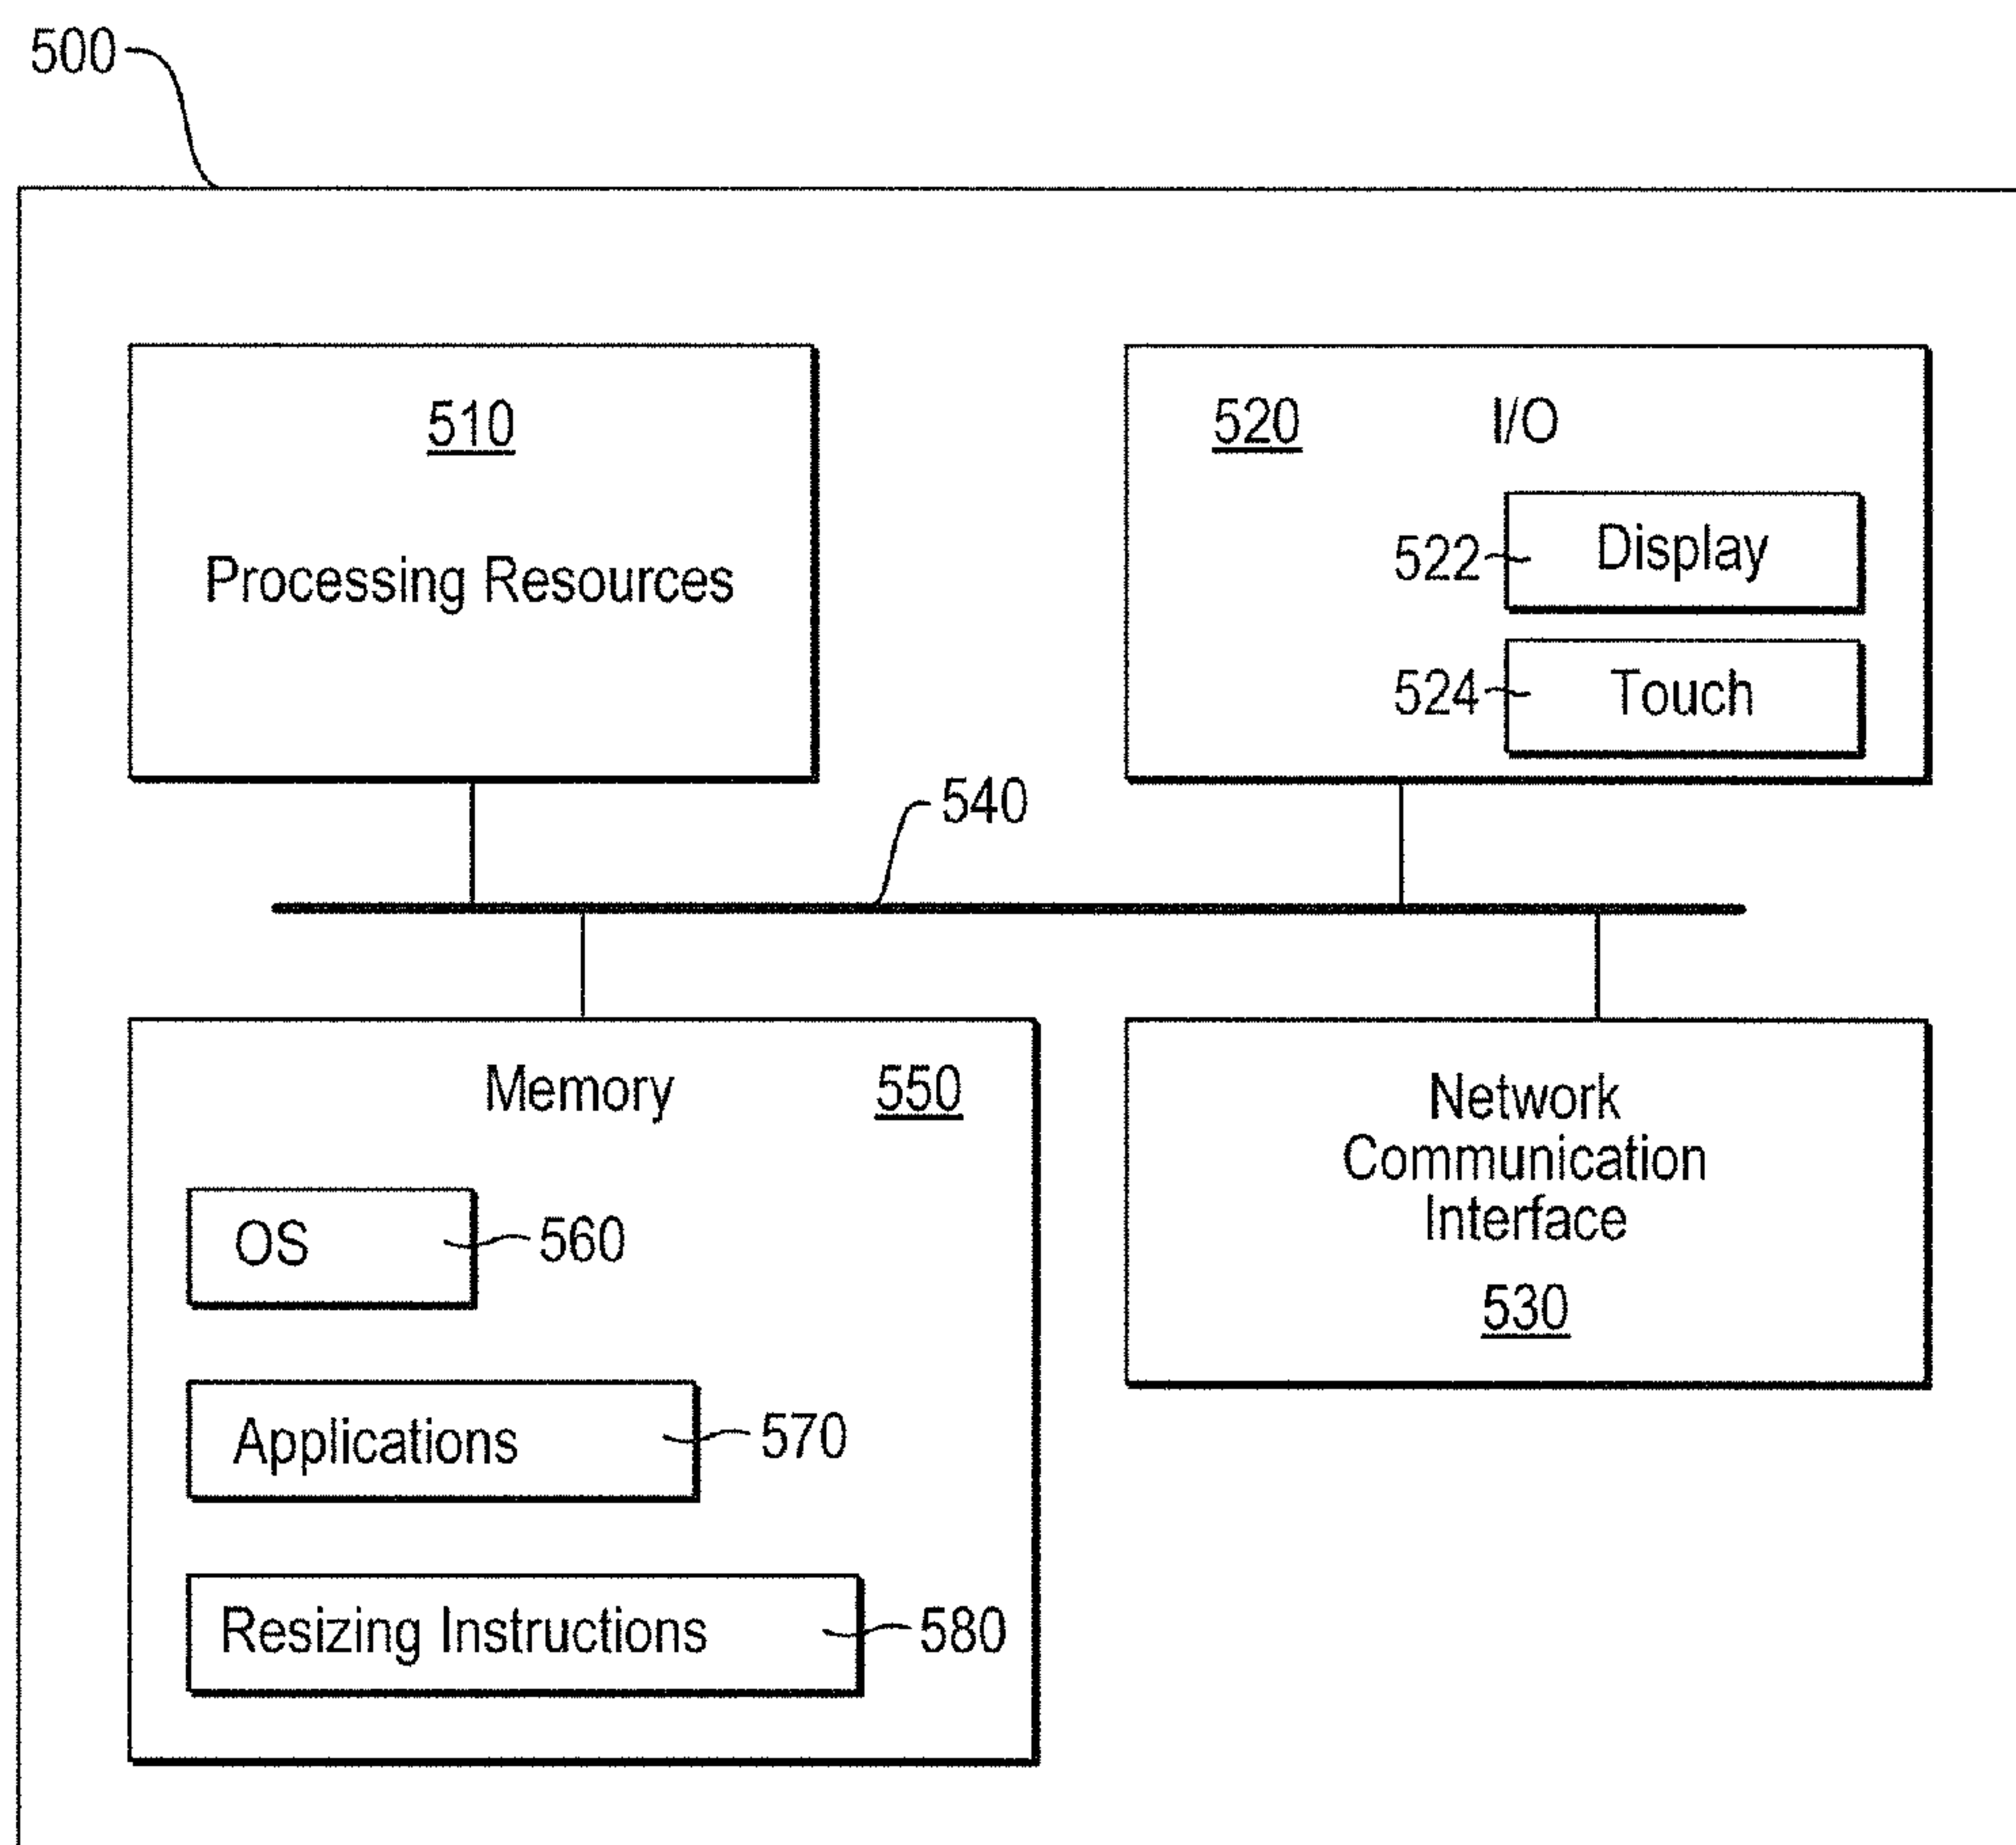 500
510
Processing Resources
520 I/O
522 Display
524 Touch
540
Memory 550
OS 560
Applications 570
Resizing Instructions 580
Network
Communication
Interface
530